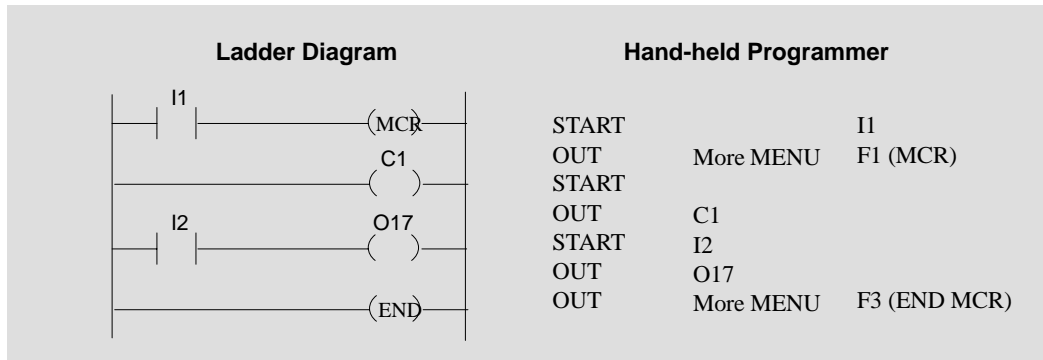 Ladder Diagram
Hand-held Programmer
I1
(MCR)
C1
( )
I2
O17
( )
(END)
START I1
OUT More MENU F1 (MCR)
START
OUT C1
START I2
OUT O17
OUT More MENU F3 (END MCR)